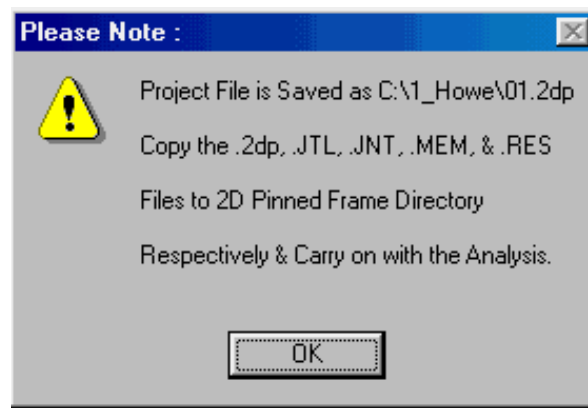 Please Note :
Project File is Saved as C:\1_Howe\01.2dp
Copy the .2dp, .JTL, .JNT, .MEM, & .RES
Files to 2D Pinned Frame Directory
Respectively & Carry on with the Analysis.
OK